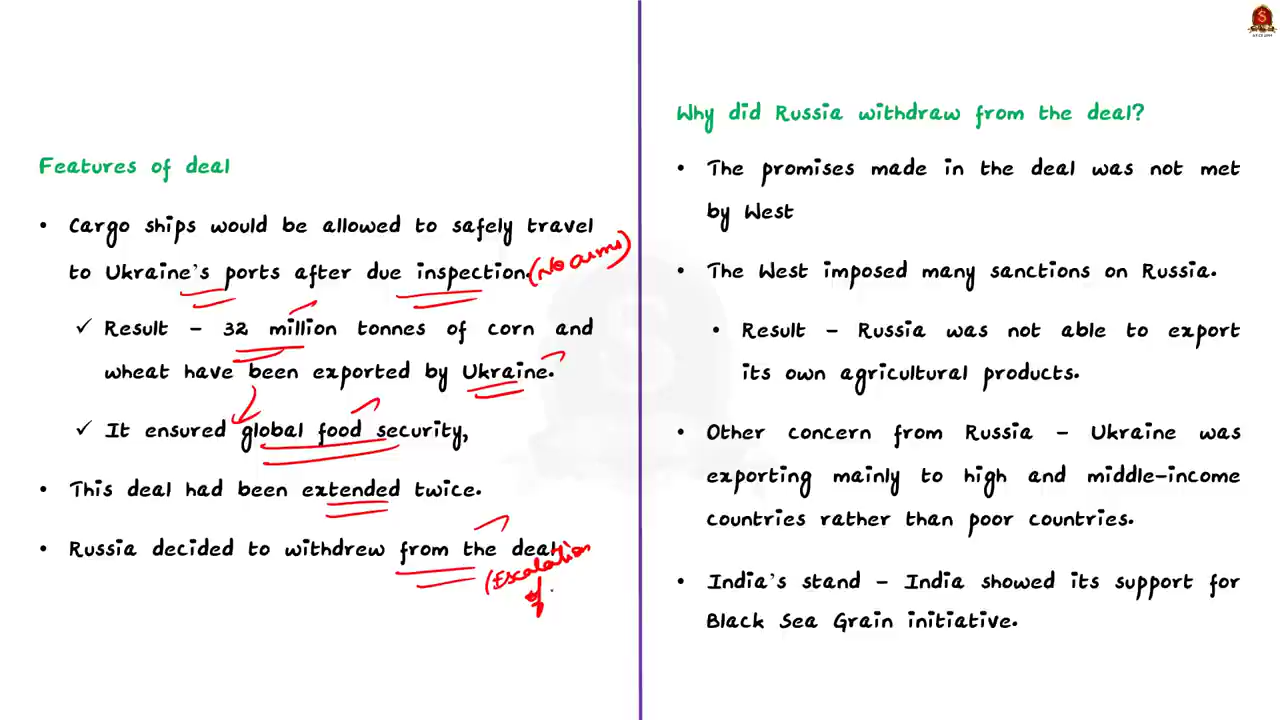 Features of deal
• Cargo ships would be allowed to safely travel
to Ukraine's ports after due inspection. (No arms)
✓ Result - 32 million tonnes of corn and
wheat have been exported by Ukraine.
✓ It ensured global food security,
• This deal had been extended twice.
• Russia decided to withdrew from the deal.
(Escalation
of
Why did Russia withdraw from the deal?
• The promises made in the deal was not met
by West
• The West imposed many sanctions on Russia.
• Result - Russia was not able to export
its own agricultural products.
• Other concern from Russia - Ukraine was
exporting mainly to high and middle-income
countries rather than poor countries.
• India's stand - India showed its support for
Black Sea Grain initiative.